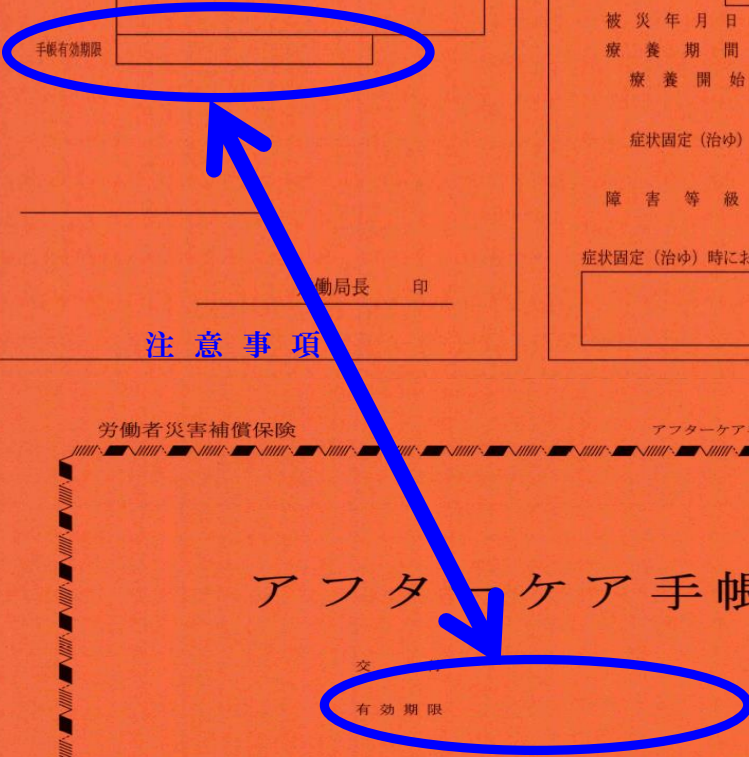 手帳有効期限
働局長 印
注意事項
被災年月日
療養期間
療養開始
症状固定（治ゆ）
障害等級
症状固定（治ゆ）時にお
労働者災害補償保険
アフターケア
アフターケア手帳
交
有効期限